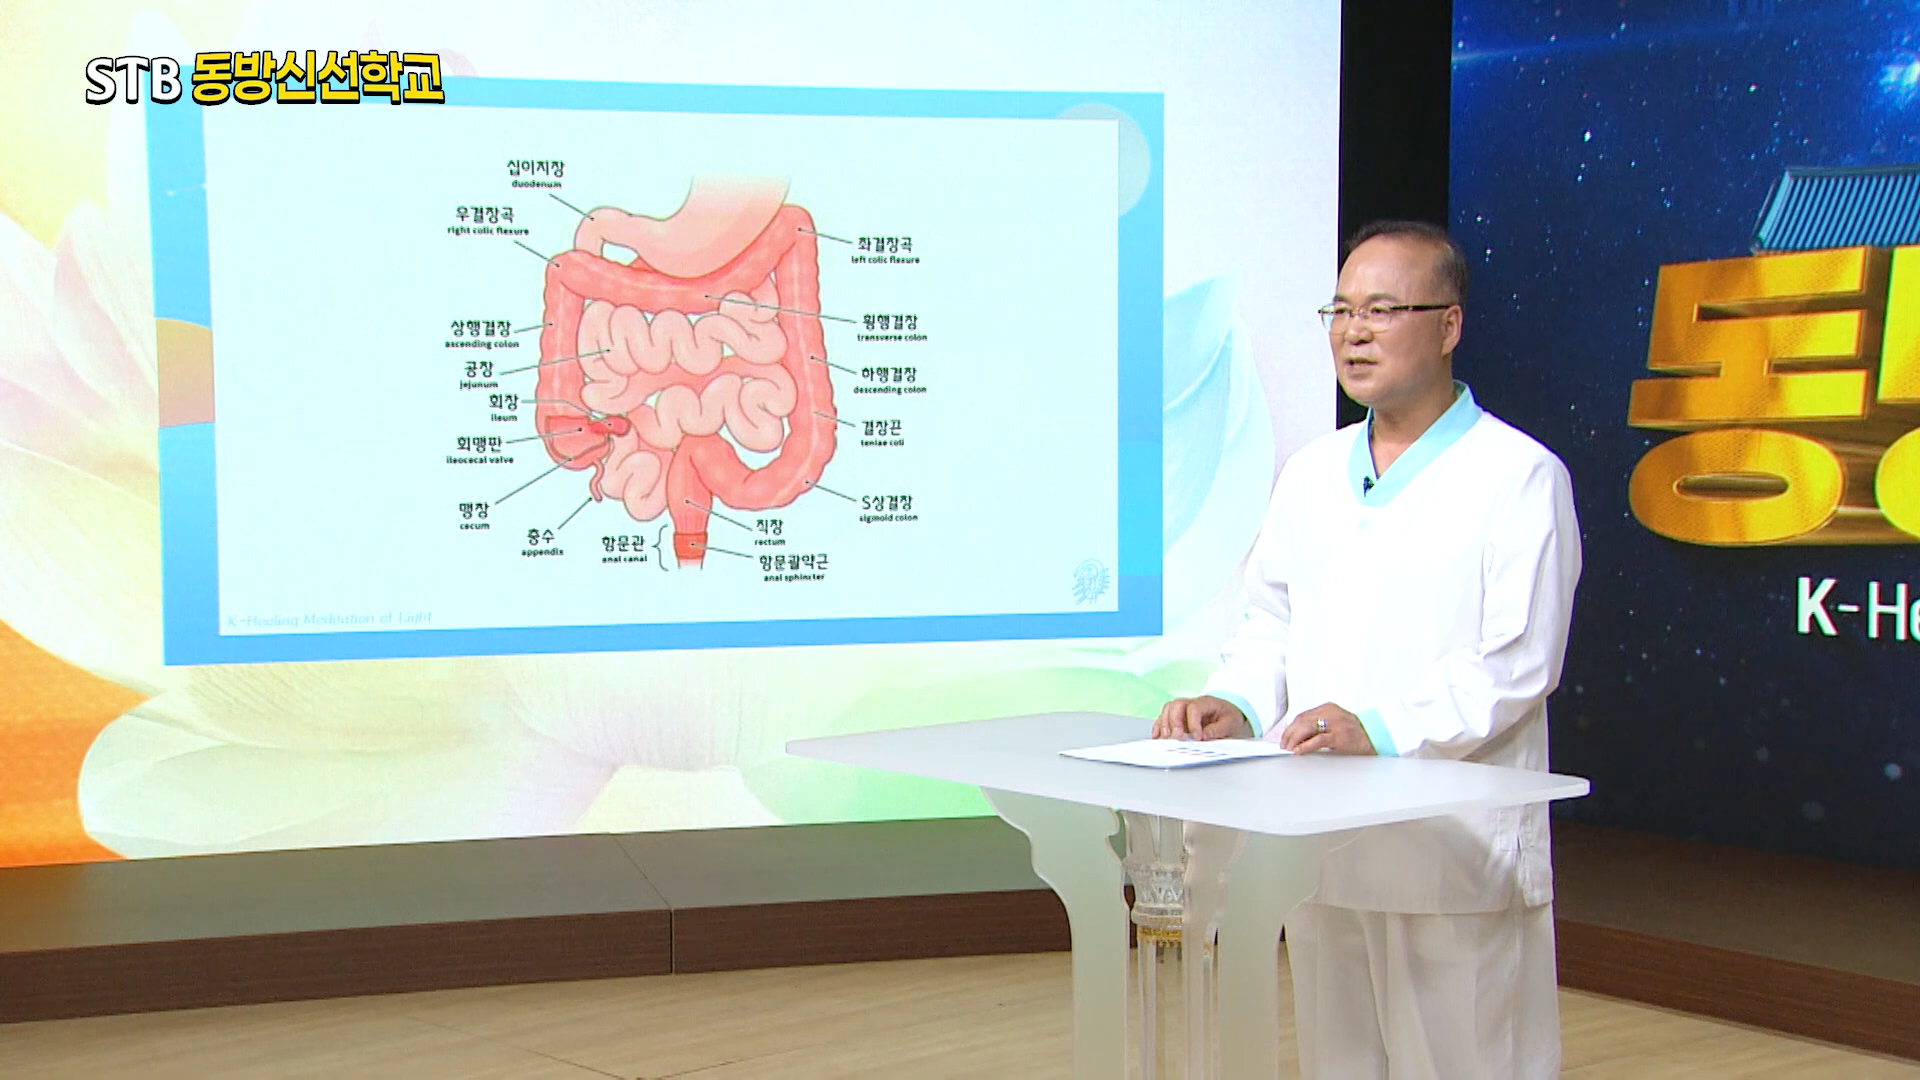 STB 동방신선학교
십이지장
duodenum
우결장곡
right colic flexure
좌결장곡
left colic flexure
상행결장
ascending colon
횡행결장
transverse colon
공장
jejunum
하행결장
descending colon
회장
ileum
결장끈
teniae coli
회맹판
ileocecal valve
맹장
cecum
S상결장
sigmoid colon
충수
appendix
직장
rectum
항문관
anal canal
항문괄약근
anal sphincter
K-Healing Meditation of Light
동
K-He